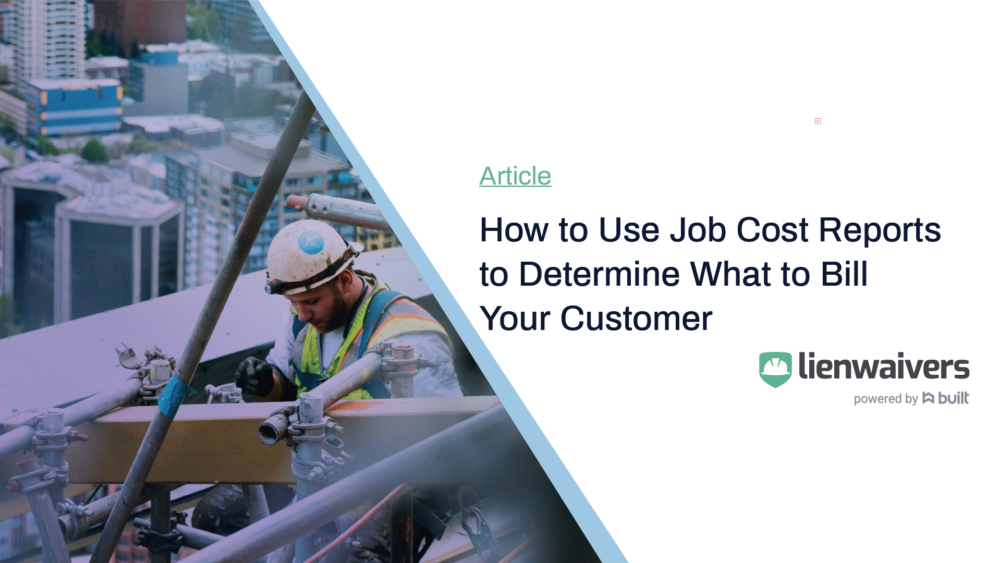 Article
How to Use Job Cost Reports
to Determine What to Bill
Your Customer
lienwaivers
powered by built